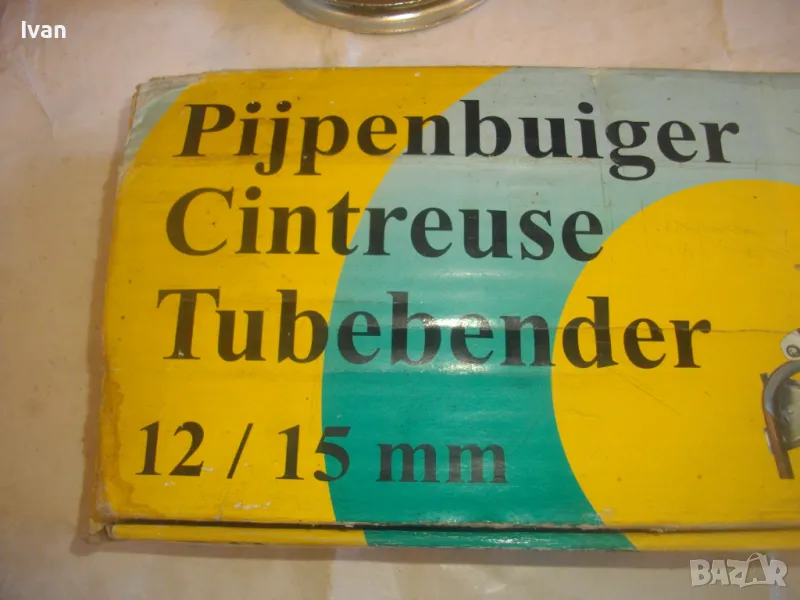 Ivan
Pijpenbuiger
Cintreuse
Tubebender
12 / 15 mm
BAZAR